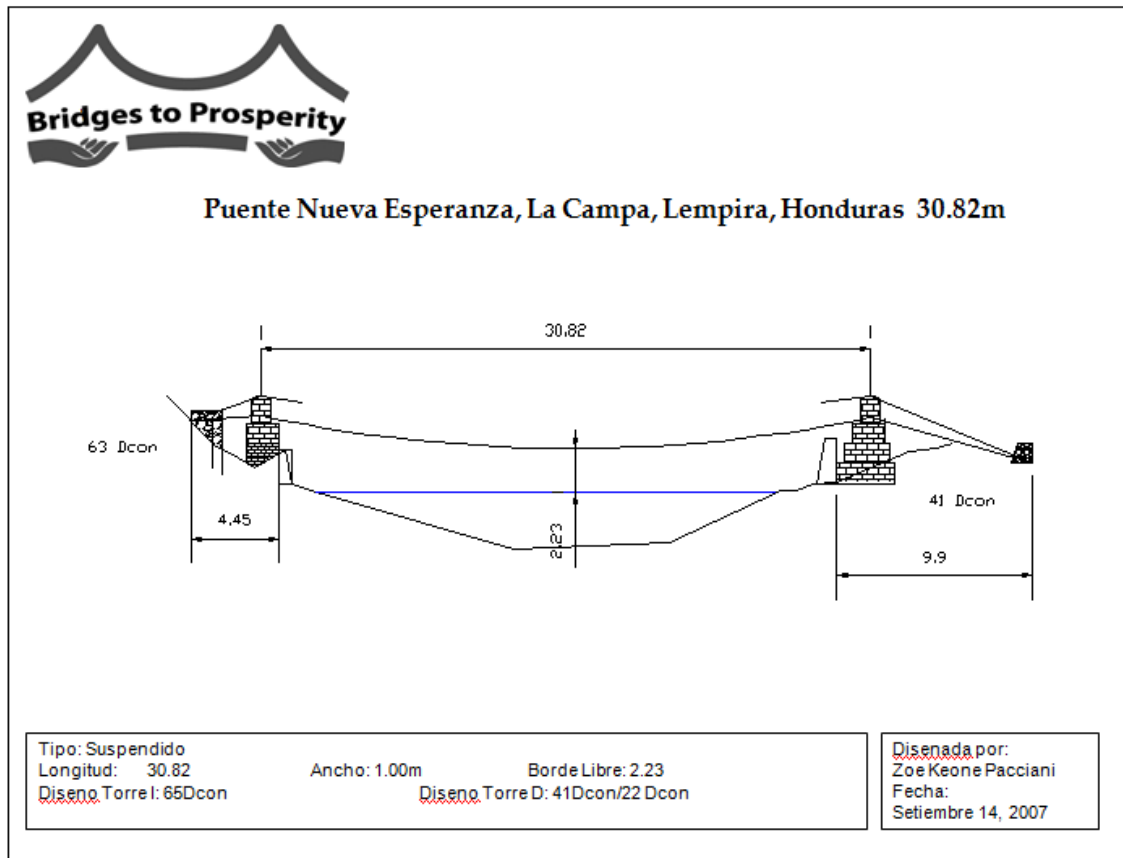 Bridges to Prosperity
Puente Nueva Esperanza, La Campa, Lempira, Honduras 30.82m
30.82
63 Dcon
41 Dcon
4.45
2.23
9.9
Tipo: Suspendido
Longitud: 30.82 Ancho: 1.00m Borde Libre: 2.23
Diseno Torre I: 65Dcon Diseno Torre D: 41Dcon/22 Dcon
Disenada por:
Zoe Keone Pacciani
Fecha:
Setiembre 14, 2007